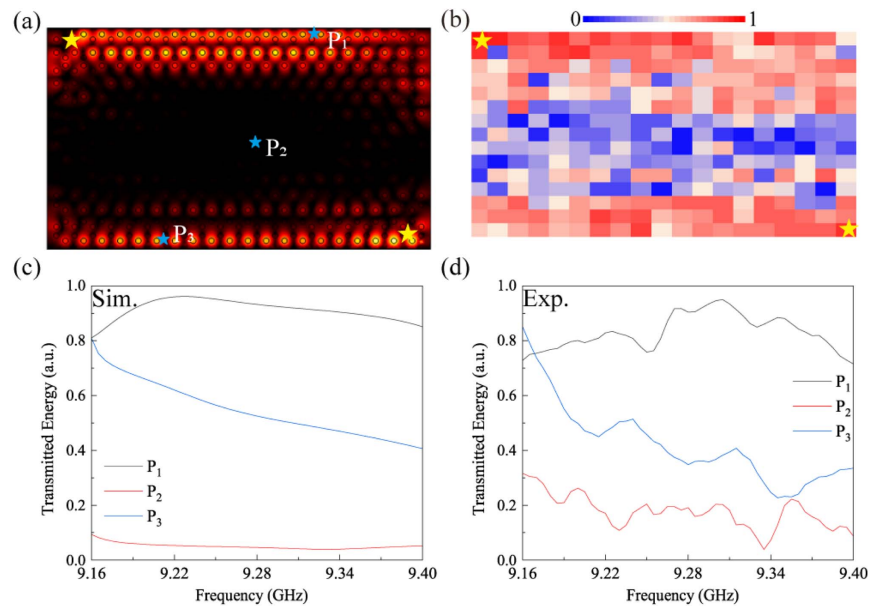 (a)
P₁
P₂
P₃
(b)
0
1
(c)
Sim.
Transmitted Energy (a.u.)
1.0
0.8
0.6
0.4
0.2
0.0
P₁
P₂
P₃
9.16
9.22
9.28
9.34
9.40
Frequency (GHz)
(d)
Exp.
Transmitted Energy (a.u.)
1.0
0.8
0.6
0.4
0.2
0.0
P₁
P₂
P₃
9.16
9.22
9.28
9.34
9.40
Frequency (GHz)